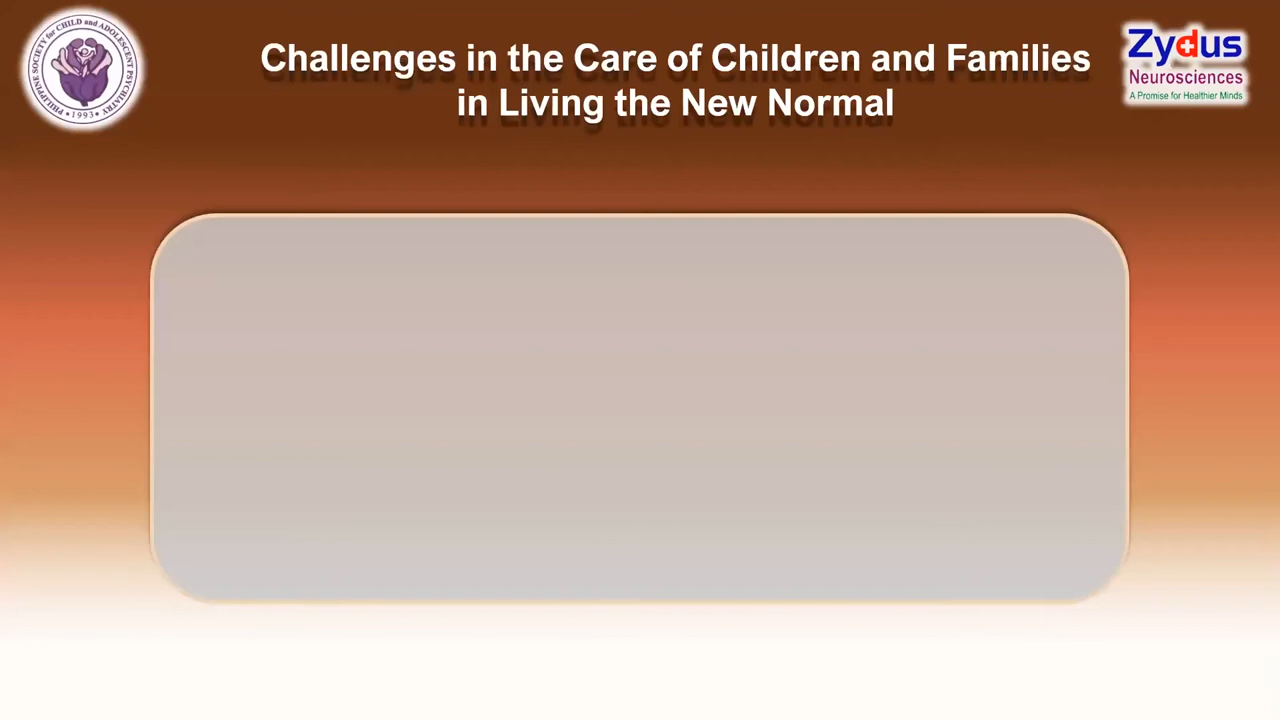 PHILIPPINE SOCIETY for CHILD and ADOLESCENT PSYCHIATRY
• 1993 •
Challenges in the Care of Children and Families
in Living the New Normal
Zydus
Neurosciences
A Promise for Healthier Minds